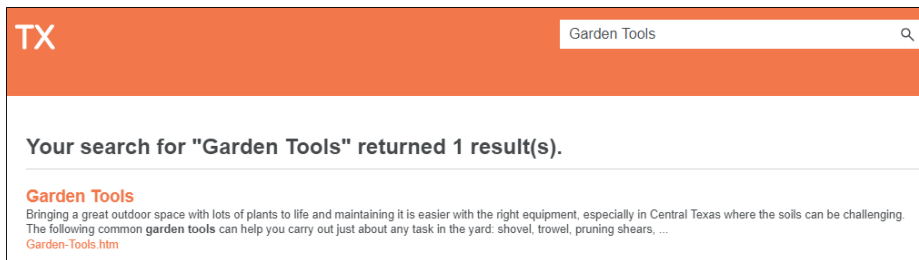 TX
Garden Tools
Your search for "Garden Tools" returned 1 result(s).
Garden Tools
Bringing a great outdoor space with lots of plants to life and maintaining it is easier with the right equipment, especially in Central Texas where the soils can be challenging.
The following common garden tools can help you carry out just about any task in the yard: shovel, trowel, pruning shears, ...
Garden-Tools.htm